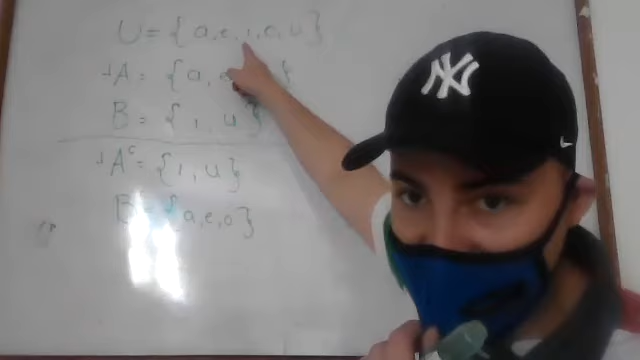 U = { a, e, i, o, u }
A = { a, }
B = { i, u }
A^c = { i, u }
B = { a, e, o }
NY